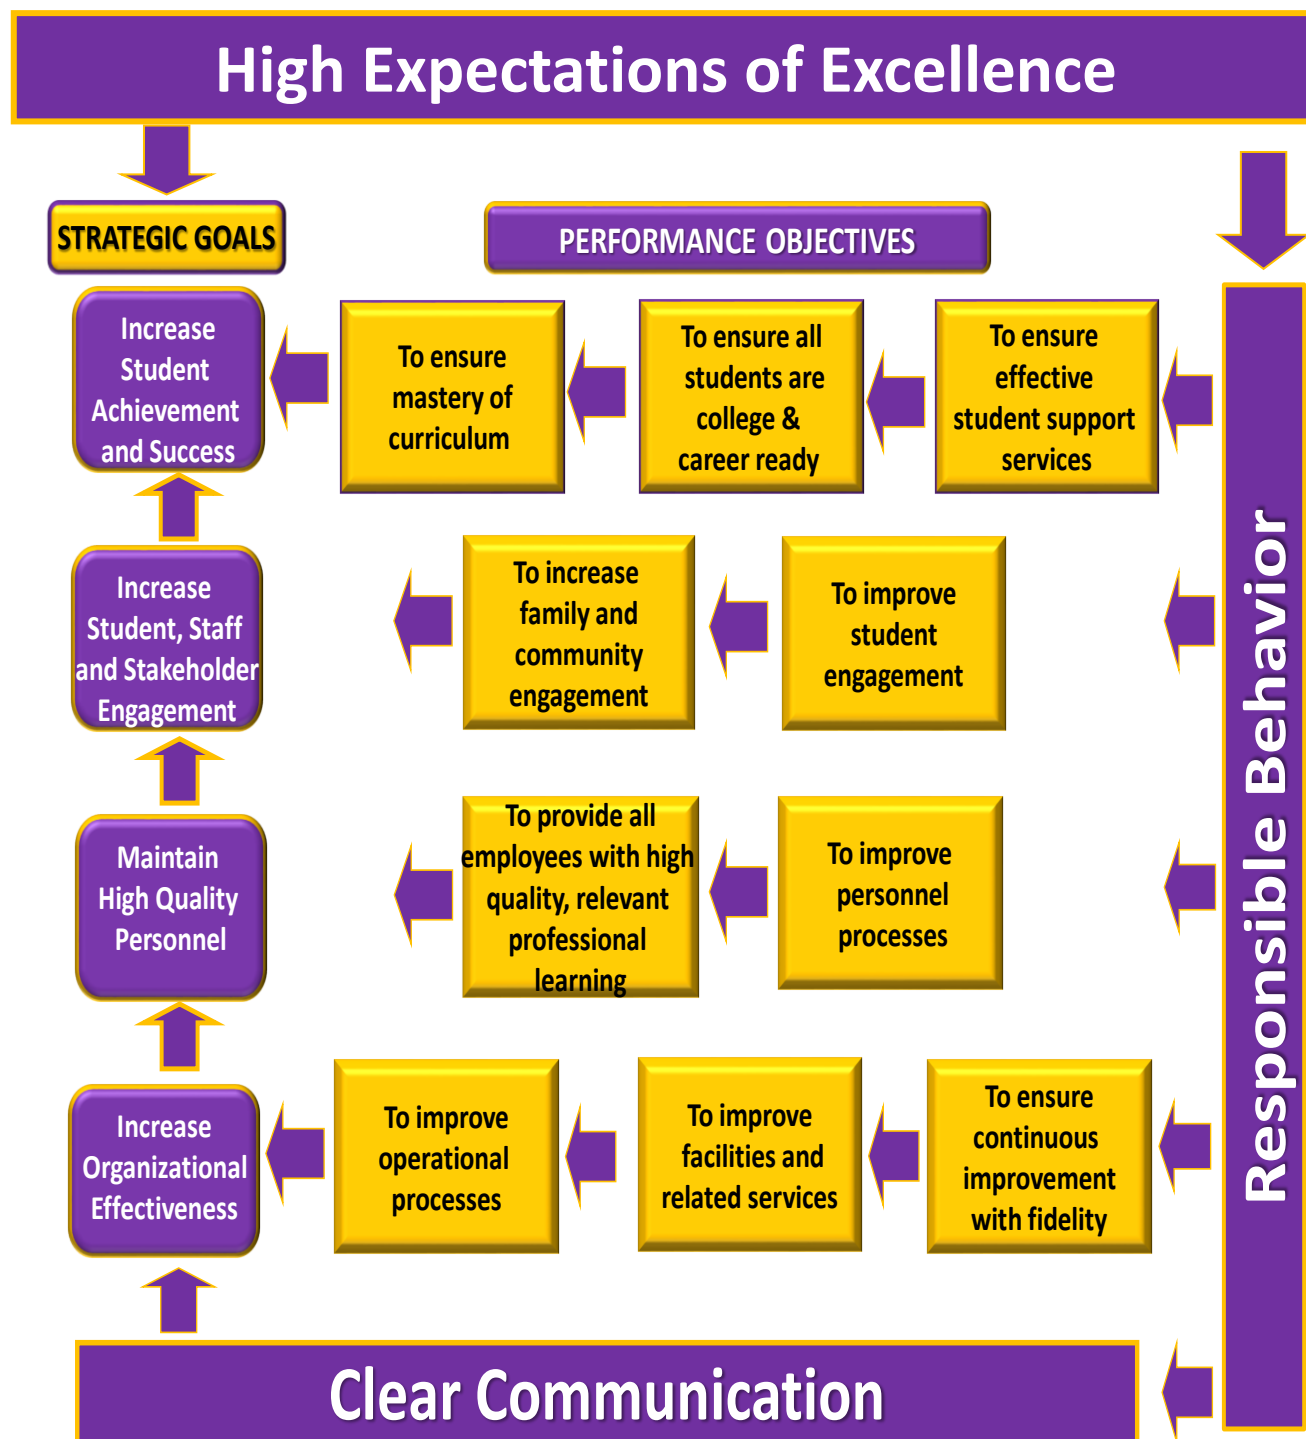 High Expectations of Excellence
STRATEGIC GOALS
PERFORMANCE OBJECTIVES
Increase
Student
Achievement
and Success
To ensure
mastery of
curriculum
To ensure all
students are
college &
career ready
To ensure
effective
student support
services
Increase
Student, Staff
and Stakeholder
Engagement
To increase
family and
community
engagement
To improve
student
engagement
Maintain
High Quality
Personnel
To provide all
employees with high
quality, relevant
professional
learning
To improve
personnel
processes
Increase
Organizational
Effectiveness
To improve
operational
processes
To improve
facilities and
related services
To ensure
continuous
improvement
with fidelity
Responsible Behavior
Clear Communication